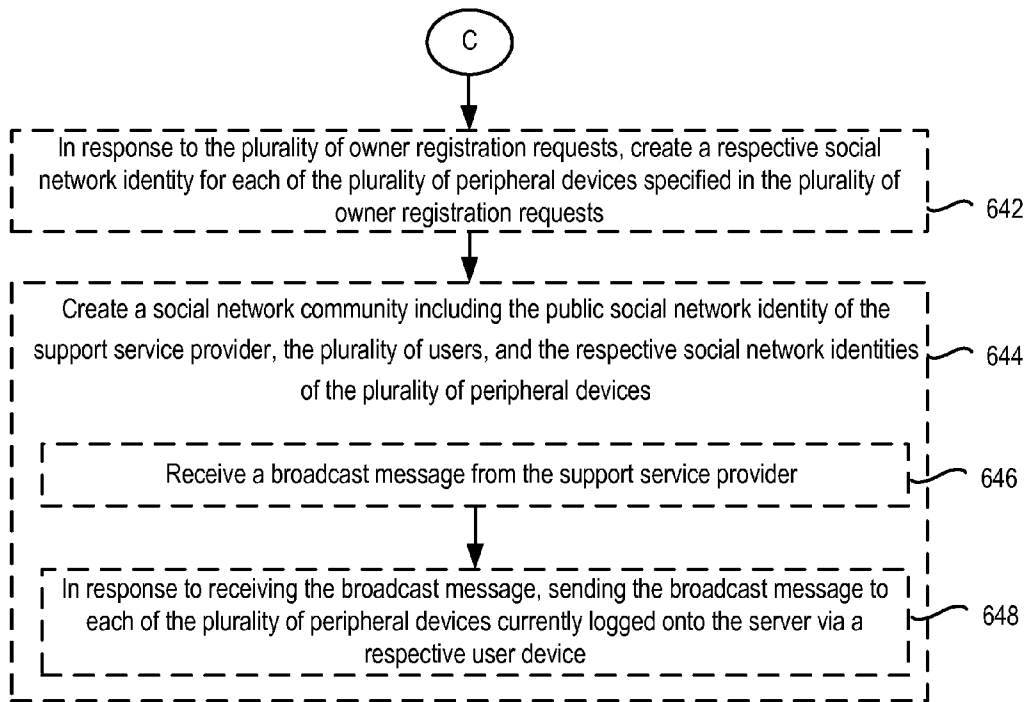 C
In response to the plurality of owner registration requests, create a respective social
network identity for each of the plurality of peripheral devices specified in the plurality of
owner registration requests
642
Create a social network community including the public social network identity of the
support service provider, the plurality of users, and the respective social network identities
of the plurality of peripheral devices
644
Receive a broadcast message from the support service provider
646
In response to receiving the broadcast message, sending the broadcast message to
each of the plurality of peripheral devices currently logged onto the server via a
respective user device
648